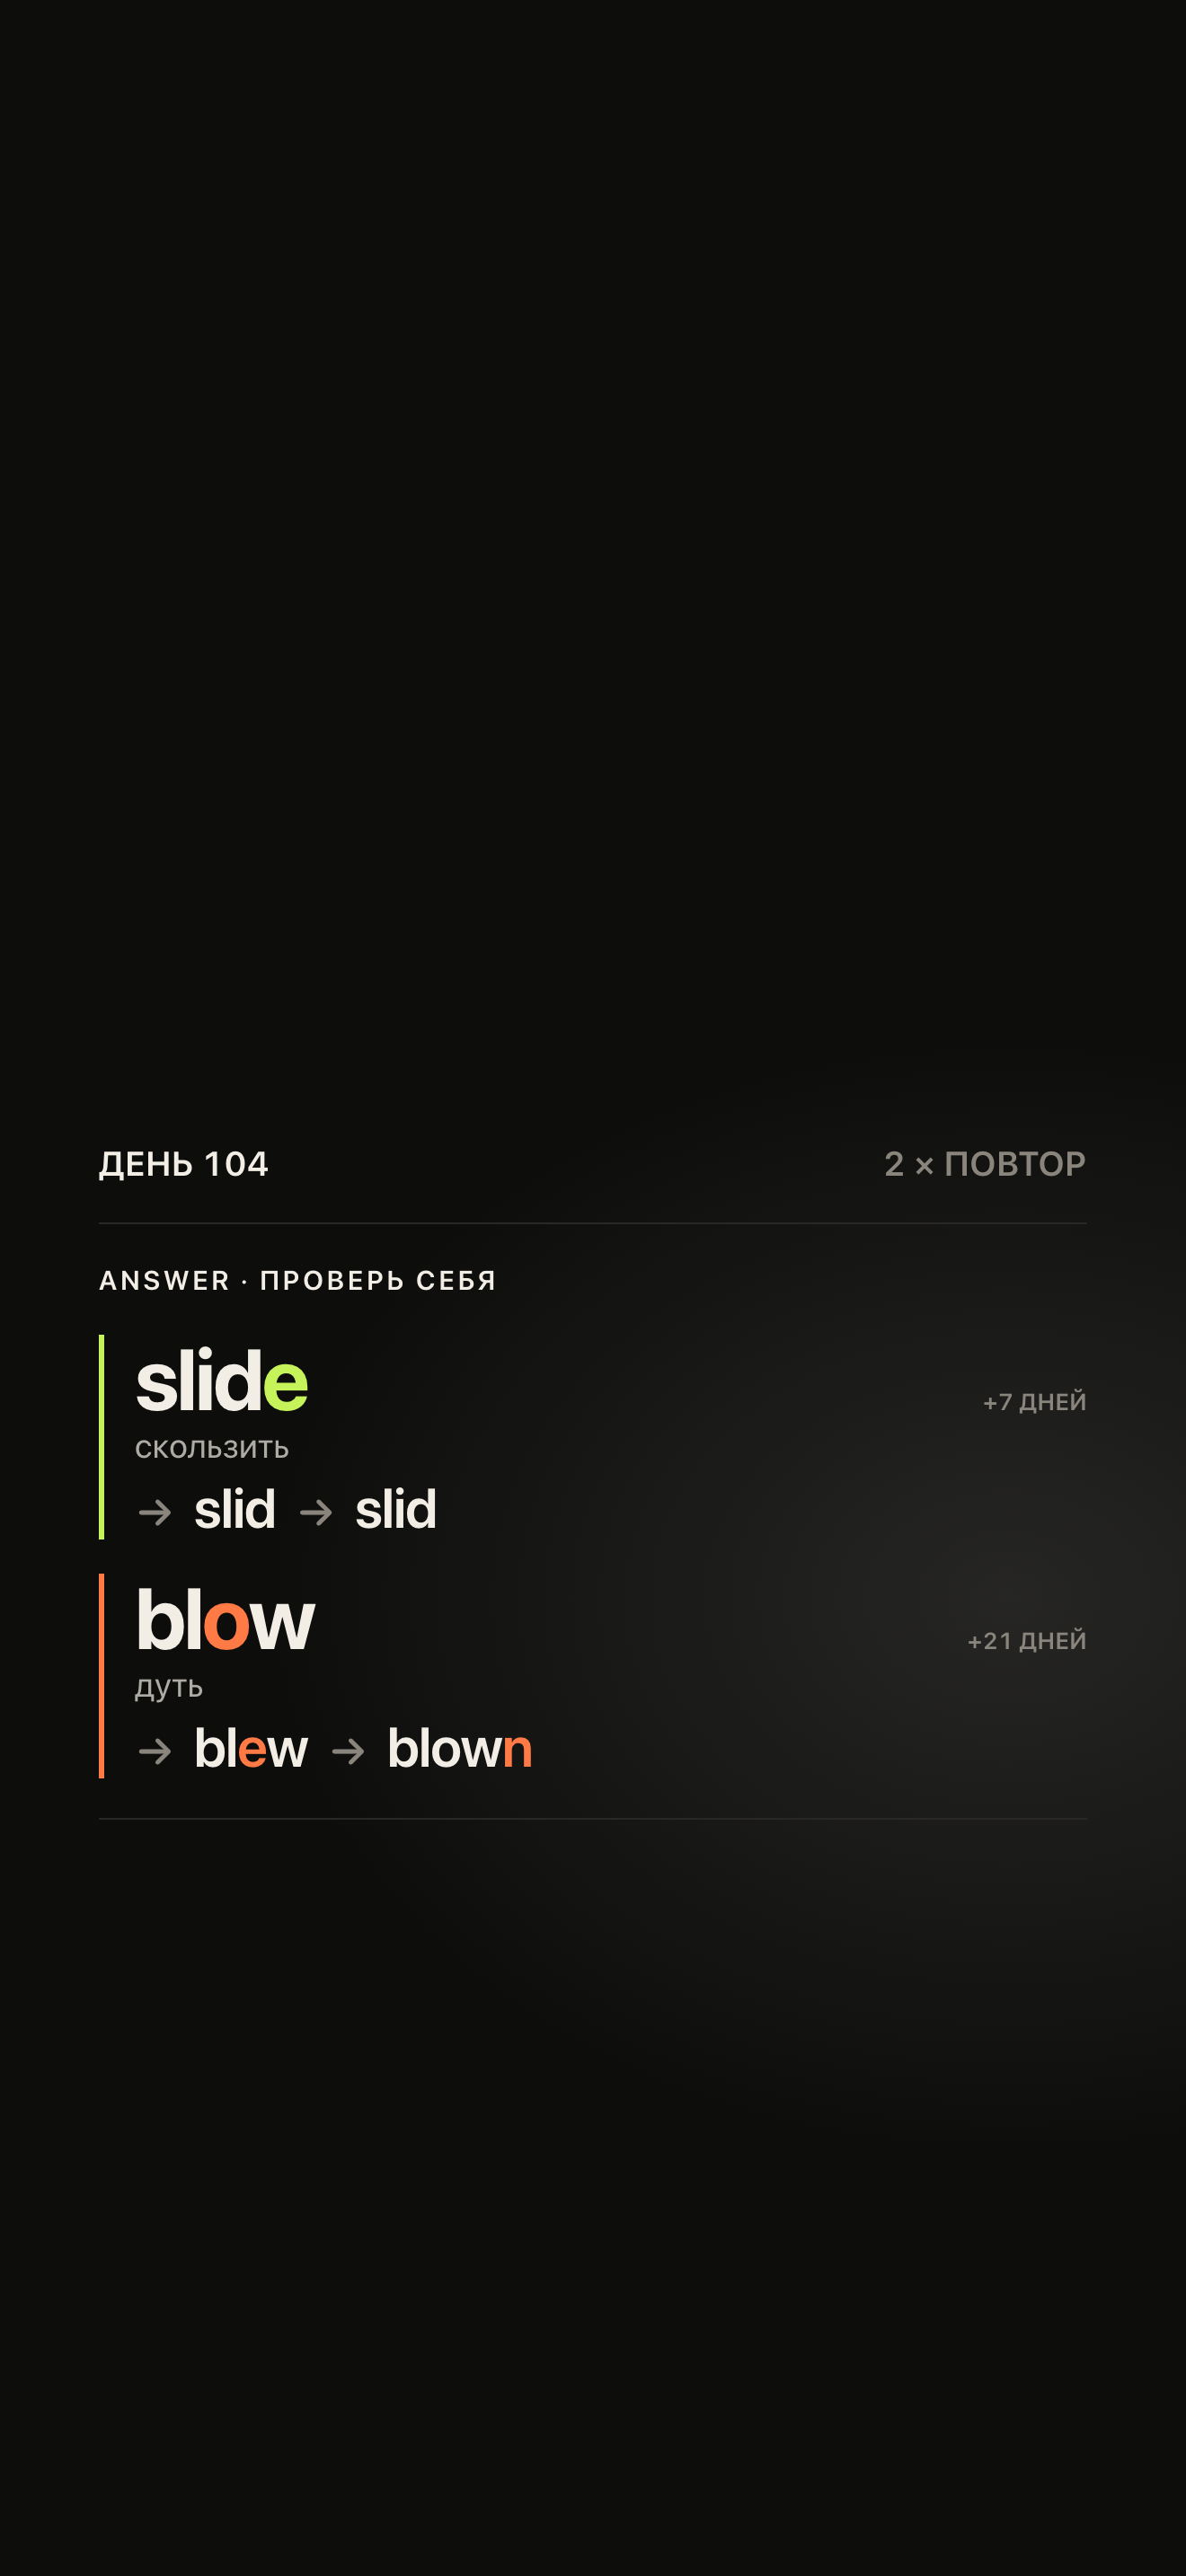 ДЕНЬ 104
2 × ПОВТОР
ANSWER · ПРОВЕРЬ СЕБЯ
slide
+7 ДНЕЙ
скользить
→ slid → slid
blow
+21 ДНЕЙ
дуть
→ blew → blown